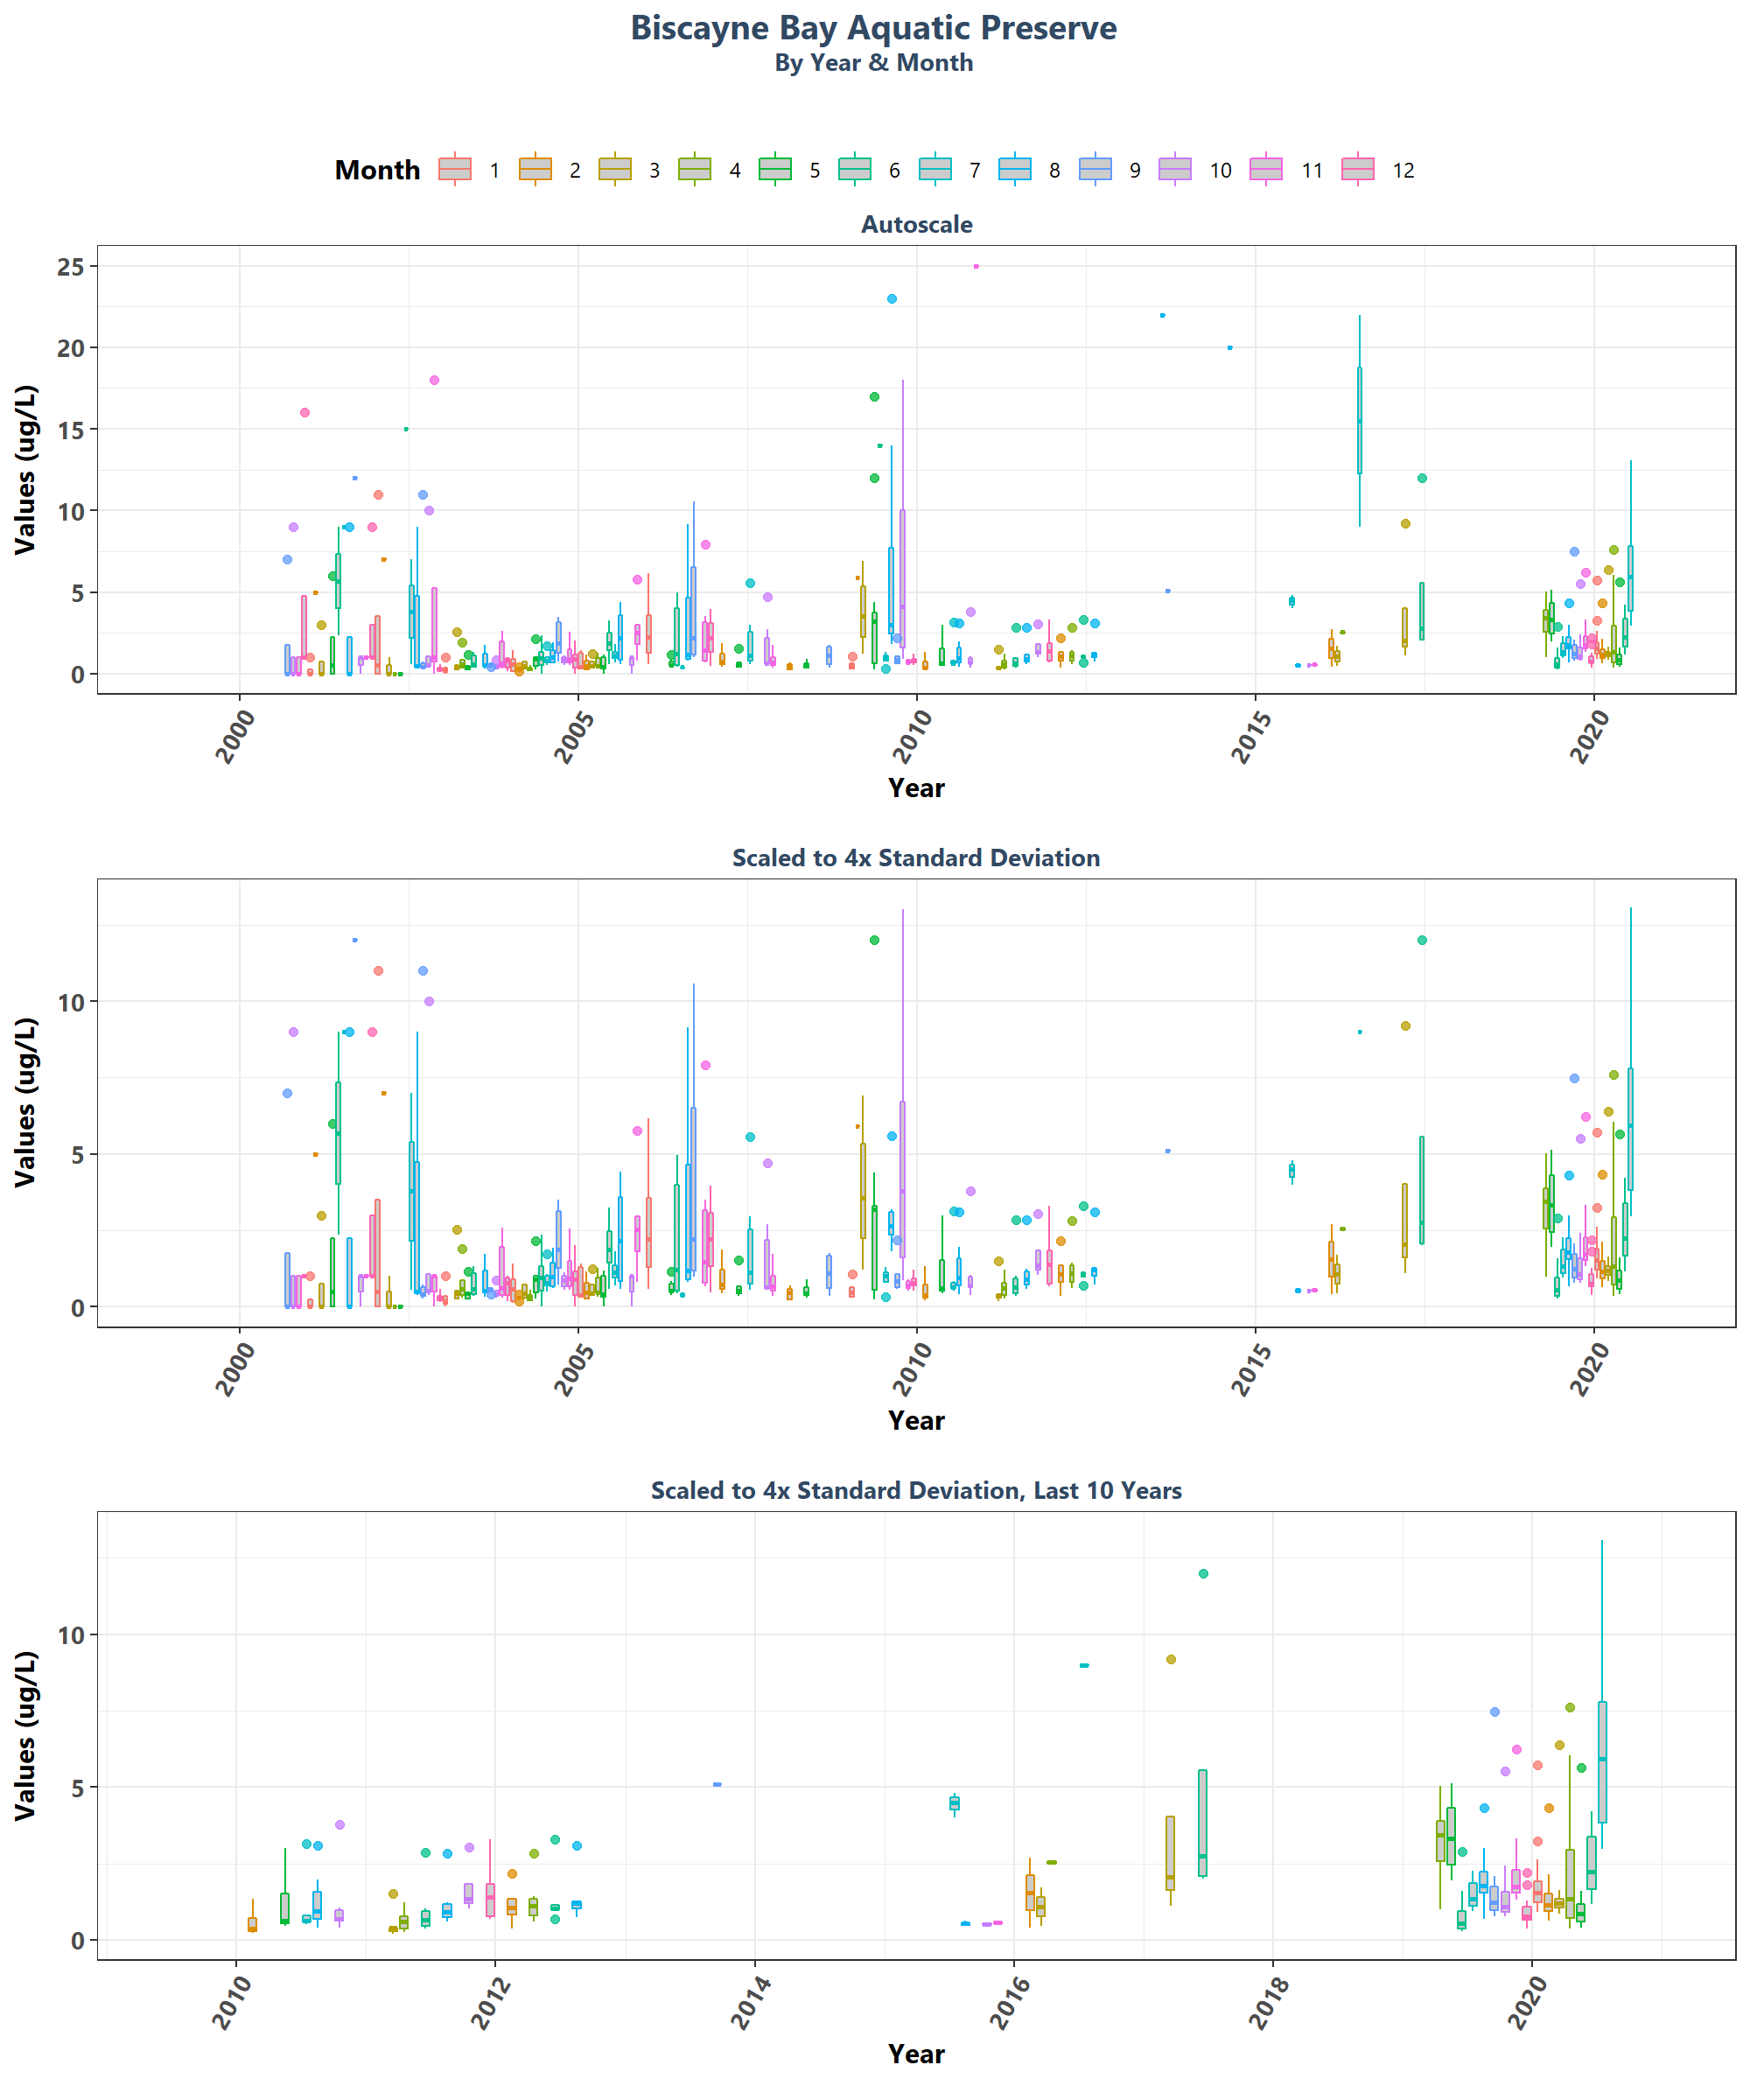 Biscayne Bay Aquatic Preserve
By Year & Month
Month 1 2 3 4 5 6 7 8 9 10 11 12
Autoscale
Values (ug/L)
25
20
15
10
5
0
2000 2005 2010 2015 2020
Year
Scaled to 4x Standard Deviation
Values (ug/L)
10
5
0
2000 2005 2010 2015 2020
Year
Scaled to 4x Standard Deviation, Last 10 Years
Values (ug/L)
10
5
0
2010 2012 2014 2016 2018 2020
Year